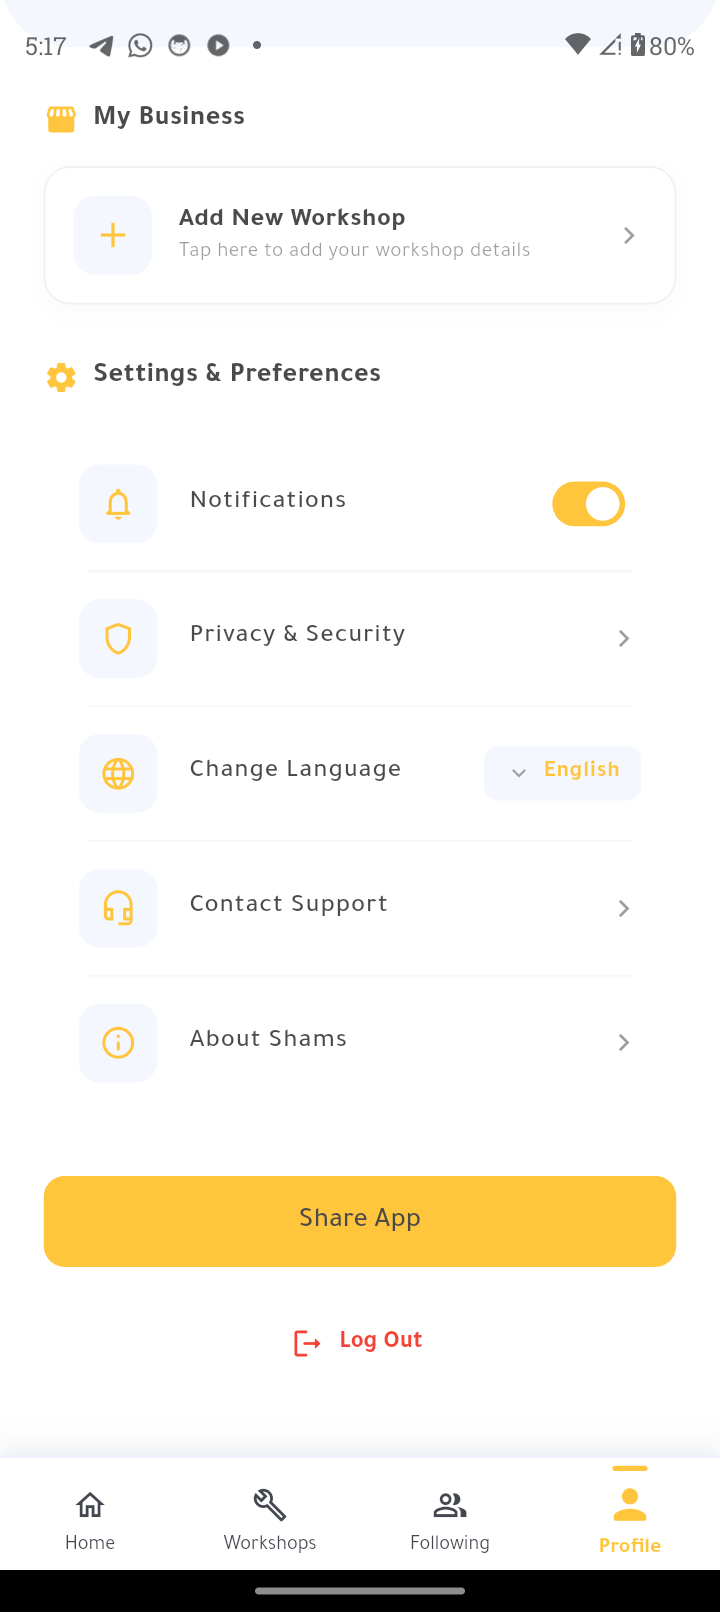 5:17
80%
My Business
Add New Workshop
Tap here to add your workshop details
Settings & Preferences
Notifications
Privacy & Security
Change Language
English
Contact Support
About Shams
Share App
Log Out
Home
Workshops
Following
Profile